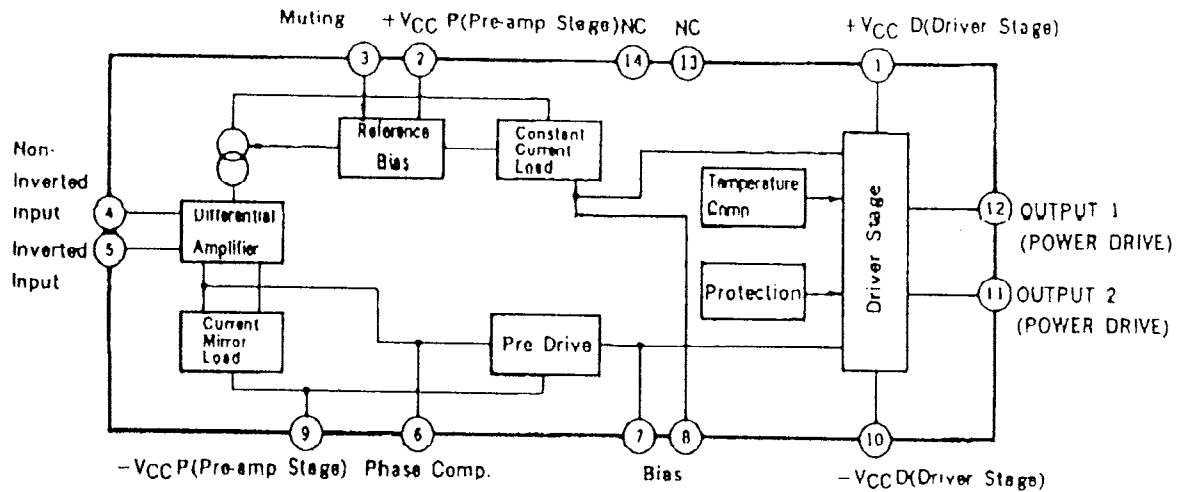 Muting
+VCC P(Pre-amp Stage)
NC
NC
+VCC D(Driver Stage)
3
2
14
13
1
Reference
Bias
Constant
Current
Load
Non-
Inverted
Input
4
Inverted
5
Input
Differential
Amplifier
Temperature
Comp
Protection
Driver Stage
12
OUTPUT 1
(POWER DRIVE)
11
OUTPUT 2
(POWER DRIVE)
Current
Mirror
Load
Pre Drive
9
6
7
8
10
-VCC P(Pre-amp Stage)
Phase Comp.
Bias
-VCC D(Driver Stage)